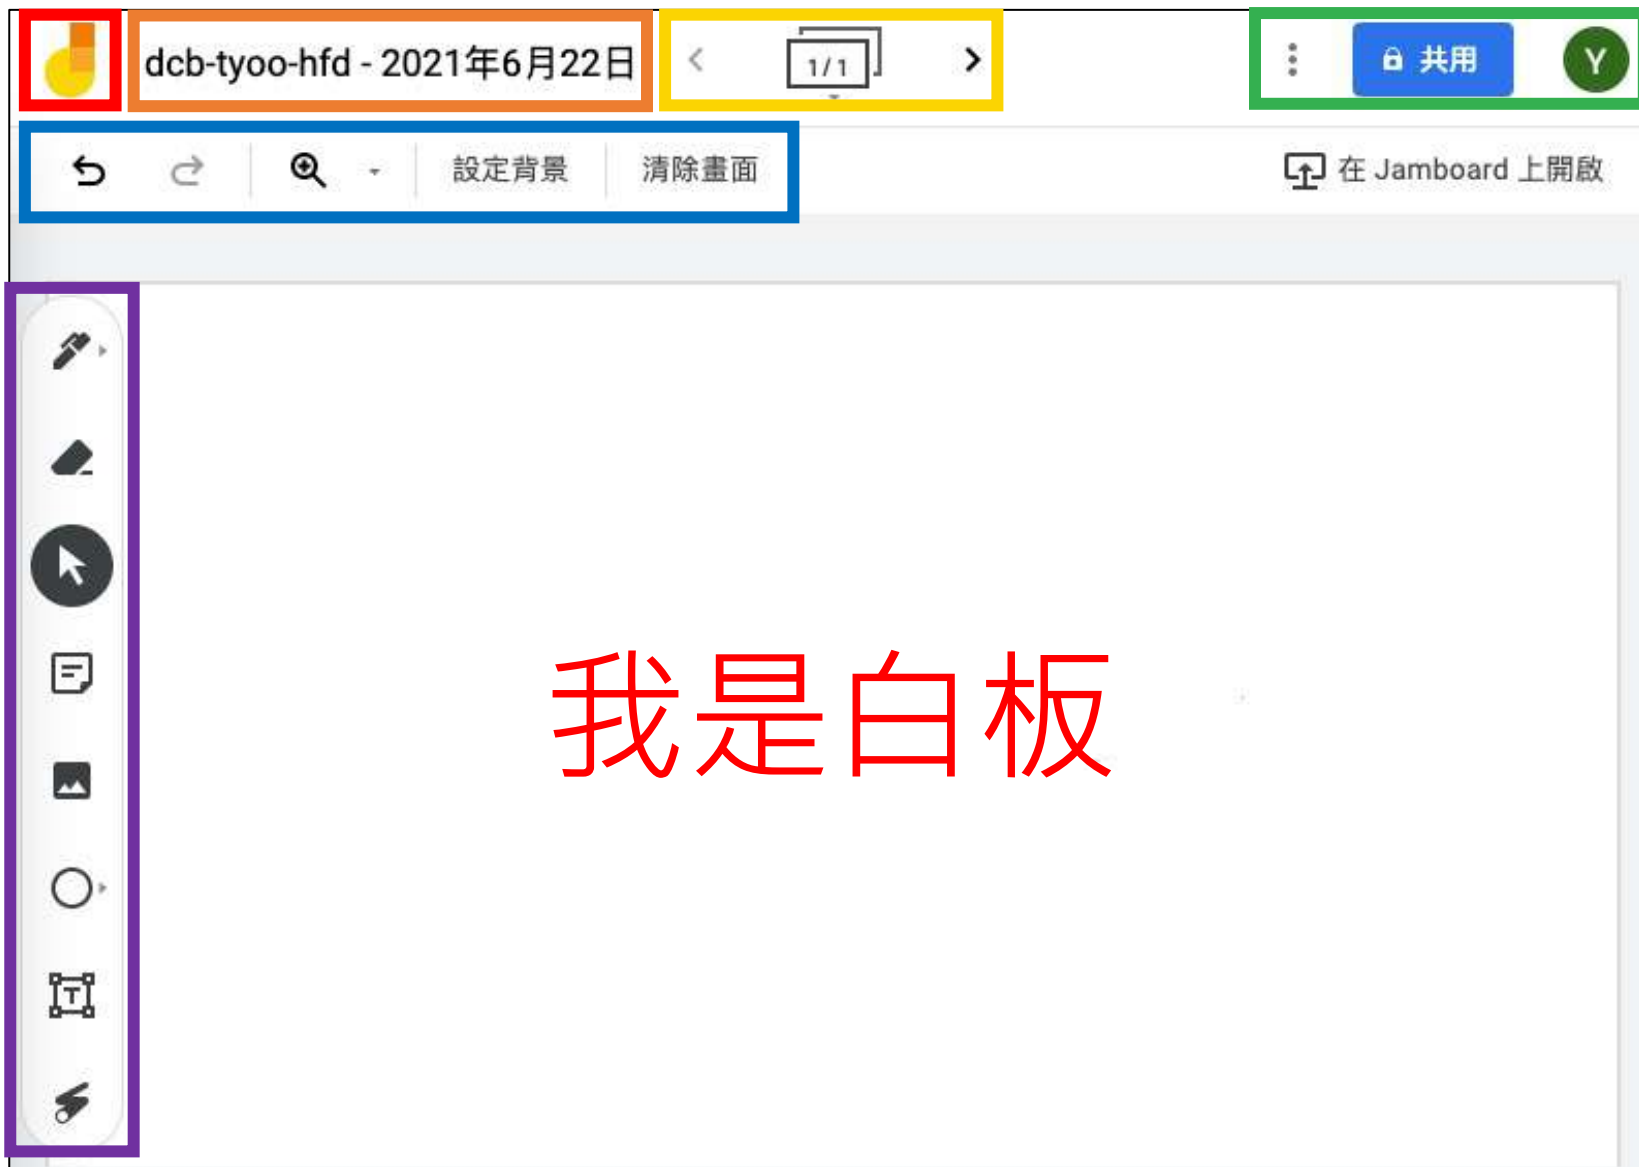 dcb-tyoo-hfd - 2021年6月22日
1/1
共用
Y
設定背景
清除畫面
在 Jamboard 上開啟
T
我是白板